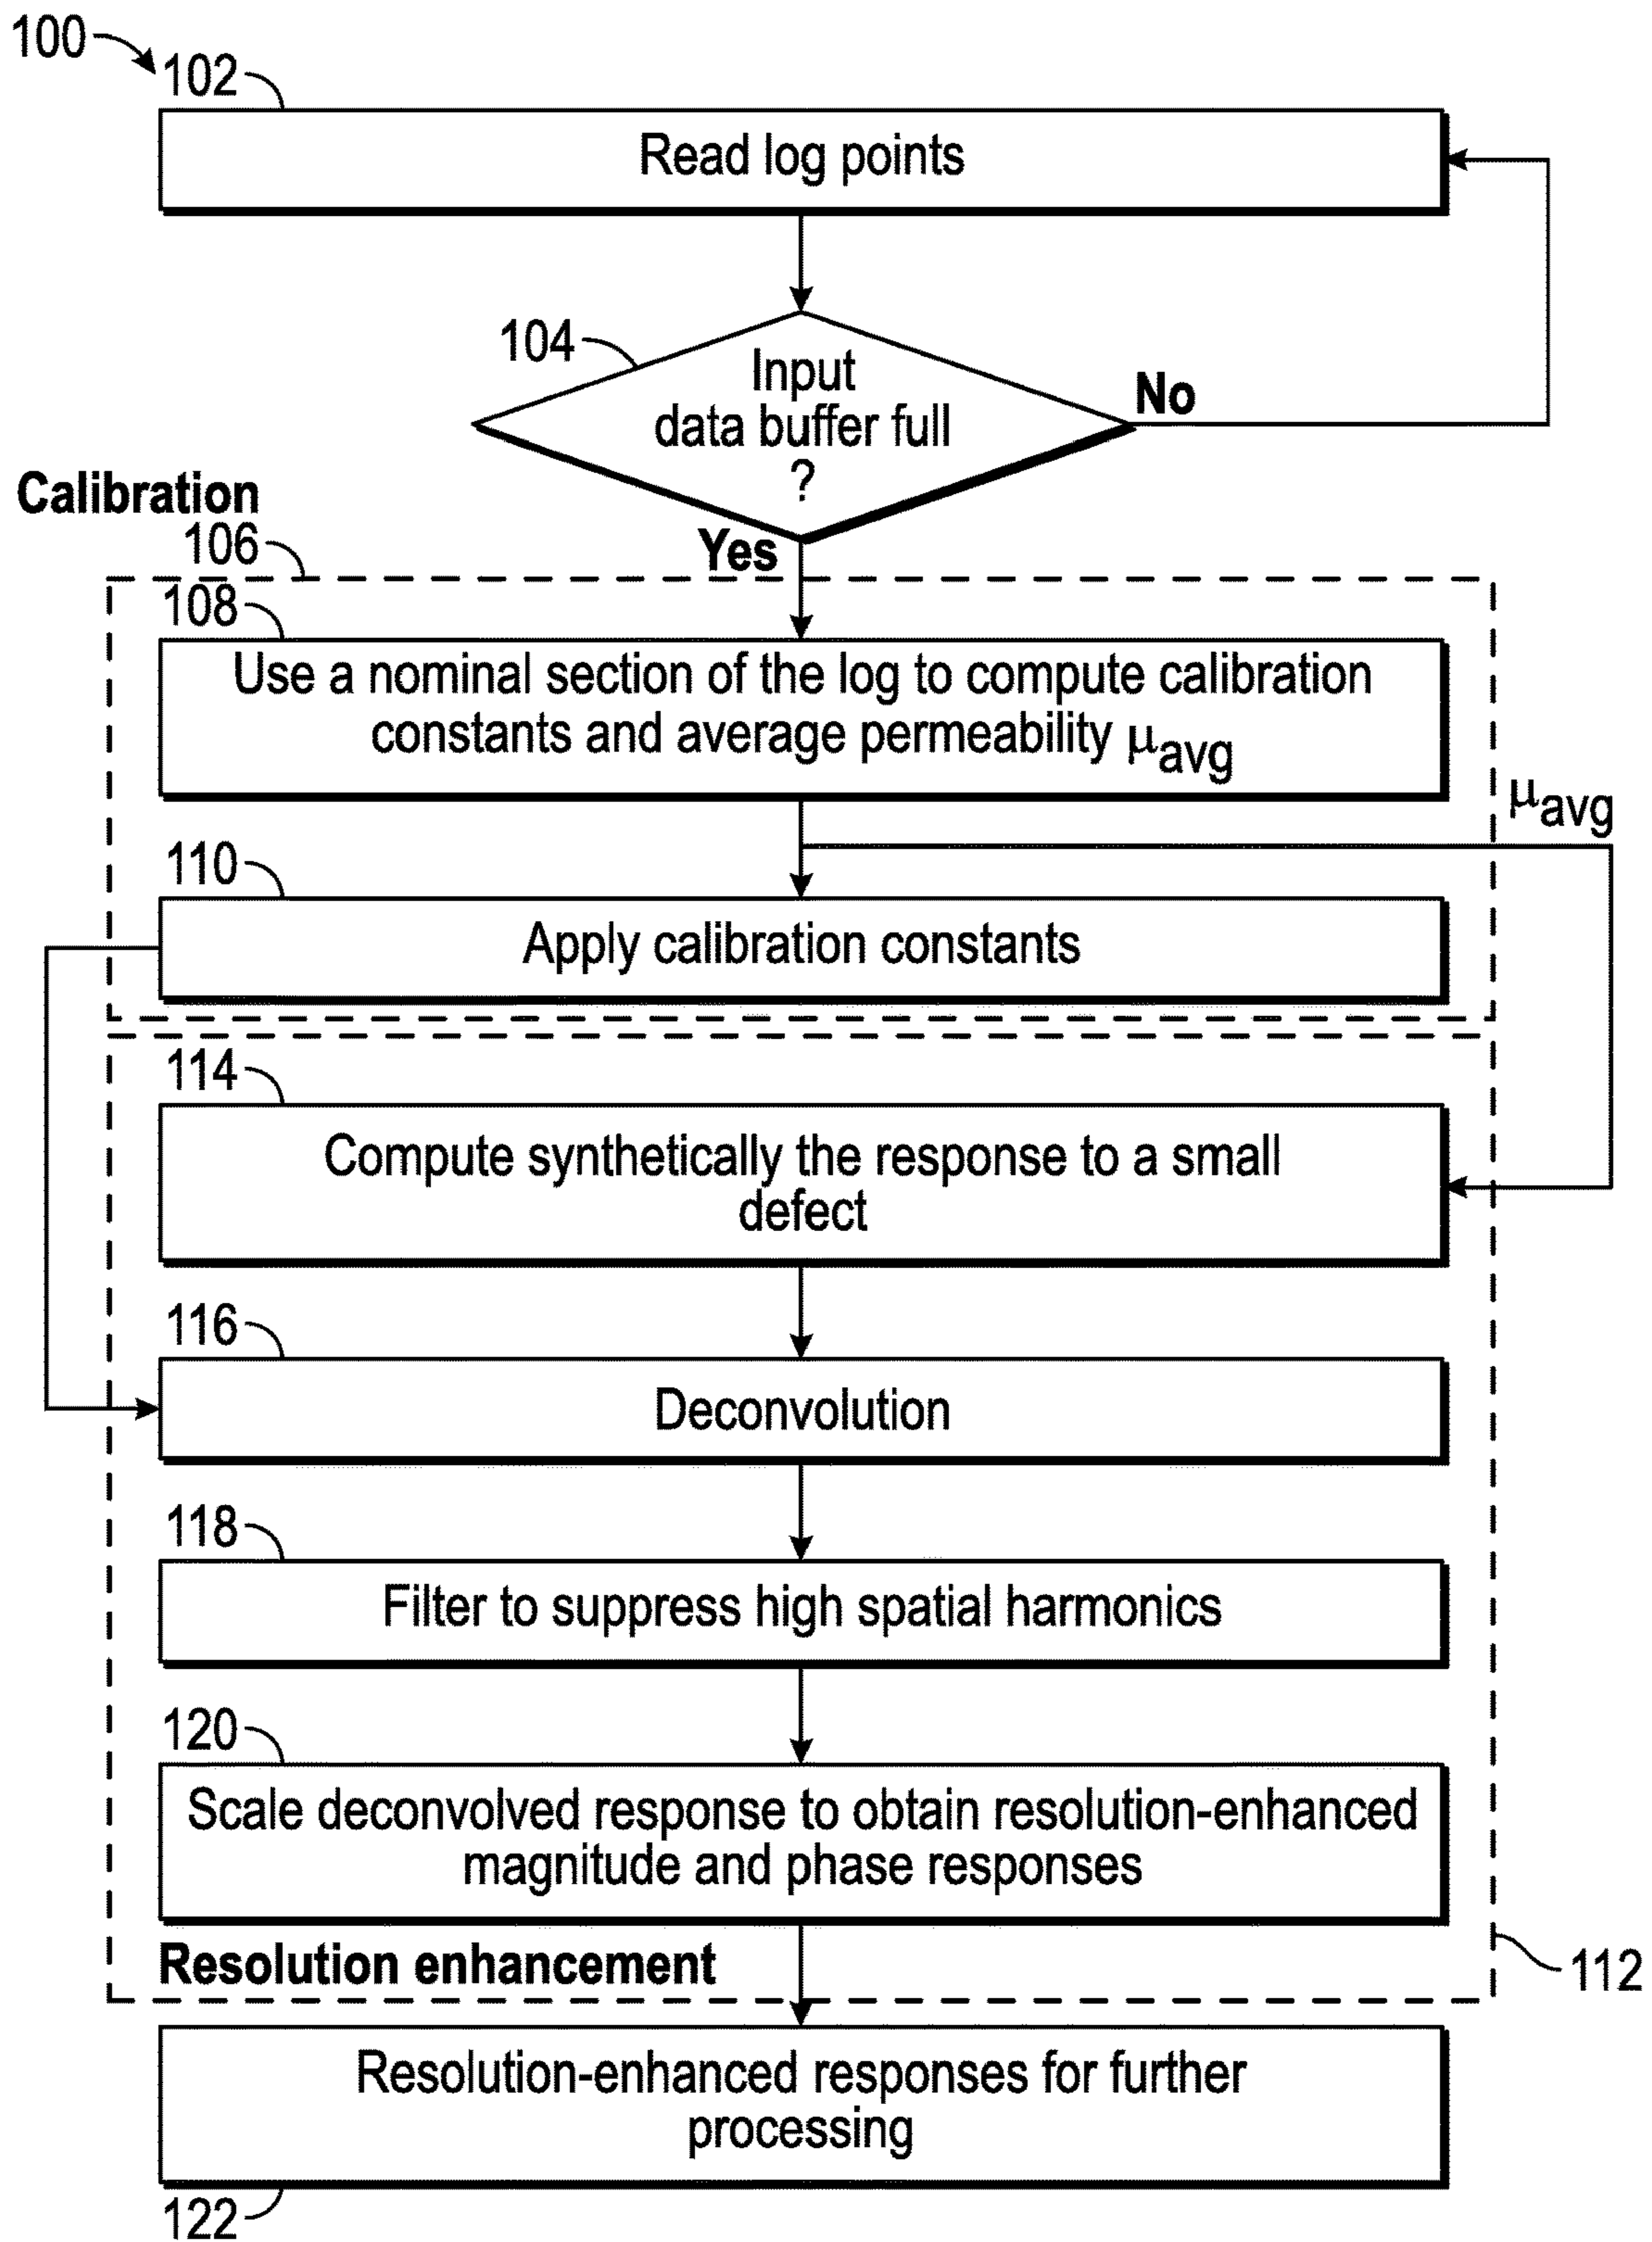 100
102
Read log points
104
Input
data buffer full
?
No
Yes
Calibration
106
108
Use a nominal section of the log to compute calibration
constants and average permeability μavg
μavg
110
Apply calibration constants
114
Compute synthetically the response to a small
defect
116
Deconvolution
118
Filter to suppress high spatial harmonics
120
Scale deconvolved response to obtain resolution-enhanced
magnitude and phase responses
Resolution enhancement
112
Resolution-enhanced responses for further
processing
122